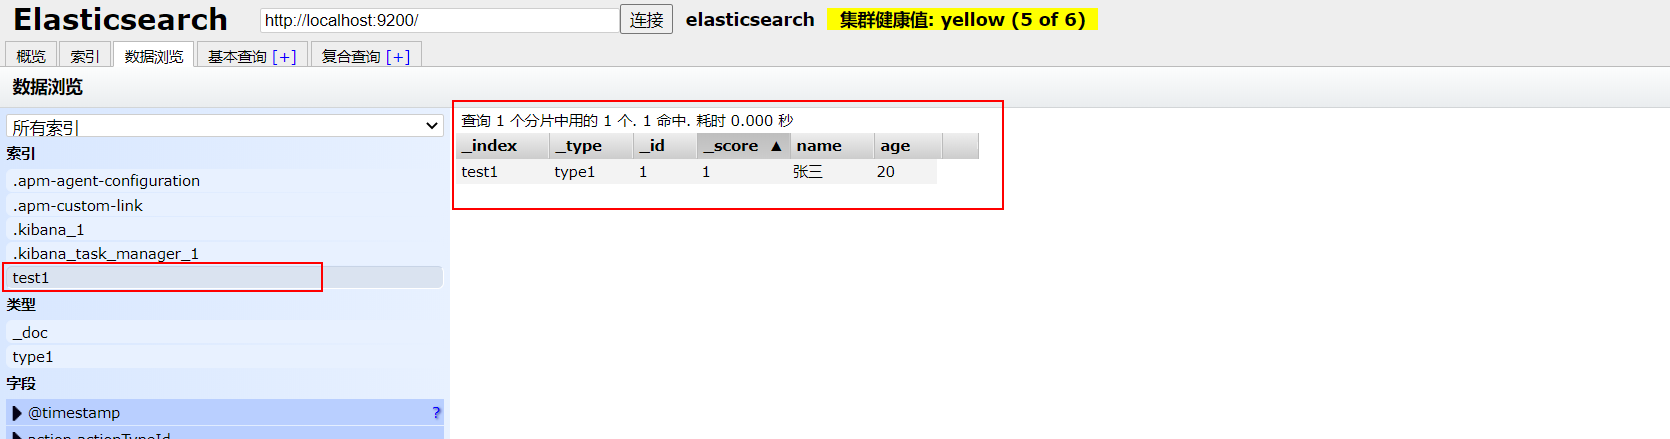 Elasticsearch http://localhost:9200/ 连接 elasticsearch 集群健康值: yellow (5 of 6)
概览 索引 数据浏览 基本查询 [+] 复合查询 [+]
数据浏览
所有索引
索引
.apm-agent-configuration
.apm-custom-link
.kibana_1
.kibana_task_manager_1
test1
类型
_doc
type1
字段
@timestamp ?
action.actionTypeId
查询 1 个分片中用的 1 个. 1 命中. 耗时 0.000 秒
_index _type _id _score ▲ name age
test1 type1 1 1 张三 20